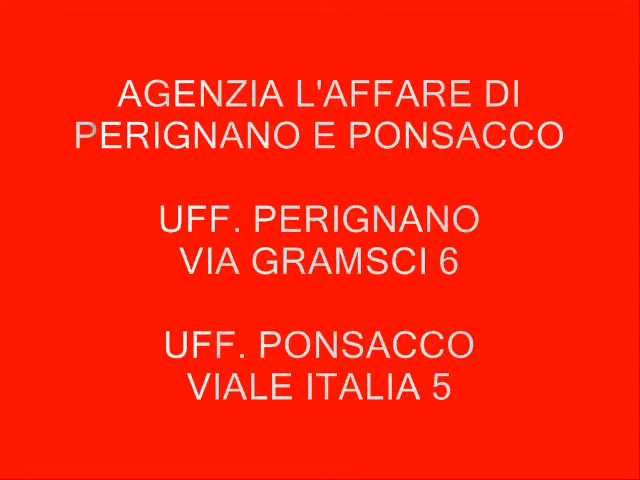 AGENZIA L'AFFARE DI
PERIGNANO E PONSACCO
UFF. PERIGNANO
VIA GRAMSCI 6
UFF. PONSACCO
VIALE ITALIA 5